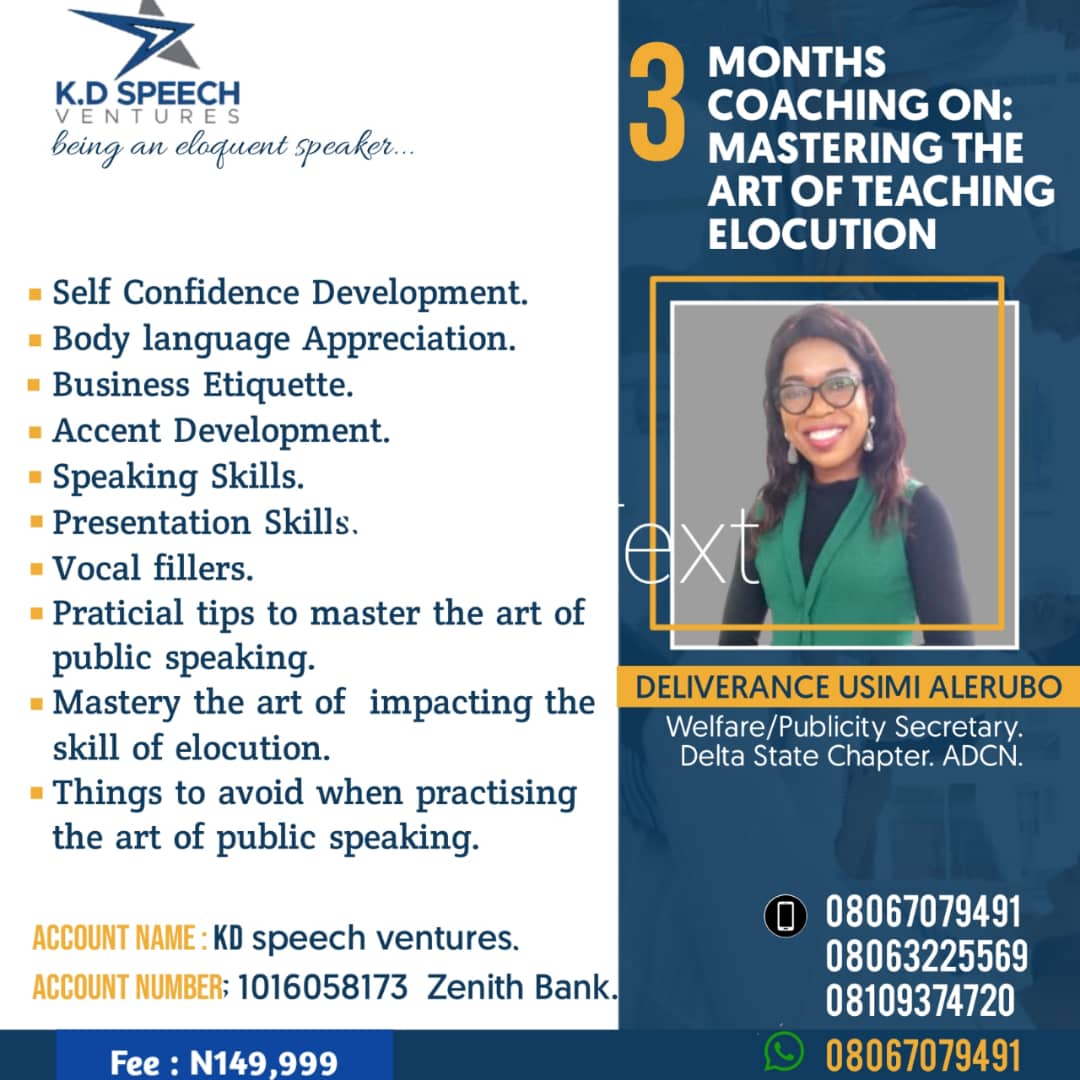 K.D SPEECH
VENTURES
being an eloquent speaker...
3
MONTHS
COACHING ON:
MASTERING THE
ART OF TEACHING
ELOCUTION
Self Confidence Development.
Body language Appreciation.
Business Etiquette.
Accent Development.
Speaking Skills.
Presentation Skills.
Vocal fillers.
Praticial tips to master the art of
public speaking.
Mastery the art of impacting the
skill of elocution.
Things to avoid when practising
the art of public speaking.
Text
DELIVERANCE USIMI ALERUBO
Welfare/Publicity Secretary.
Delta State Chapter. ADCN.
ACCOUNT NAME : KD speech ventures.
ACCOUNT NUMBER; 1016058173 Zenith Bank.
Fee : N149,999
08067079491
08063225569
08109374720
08067079491